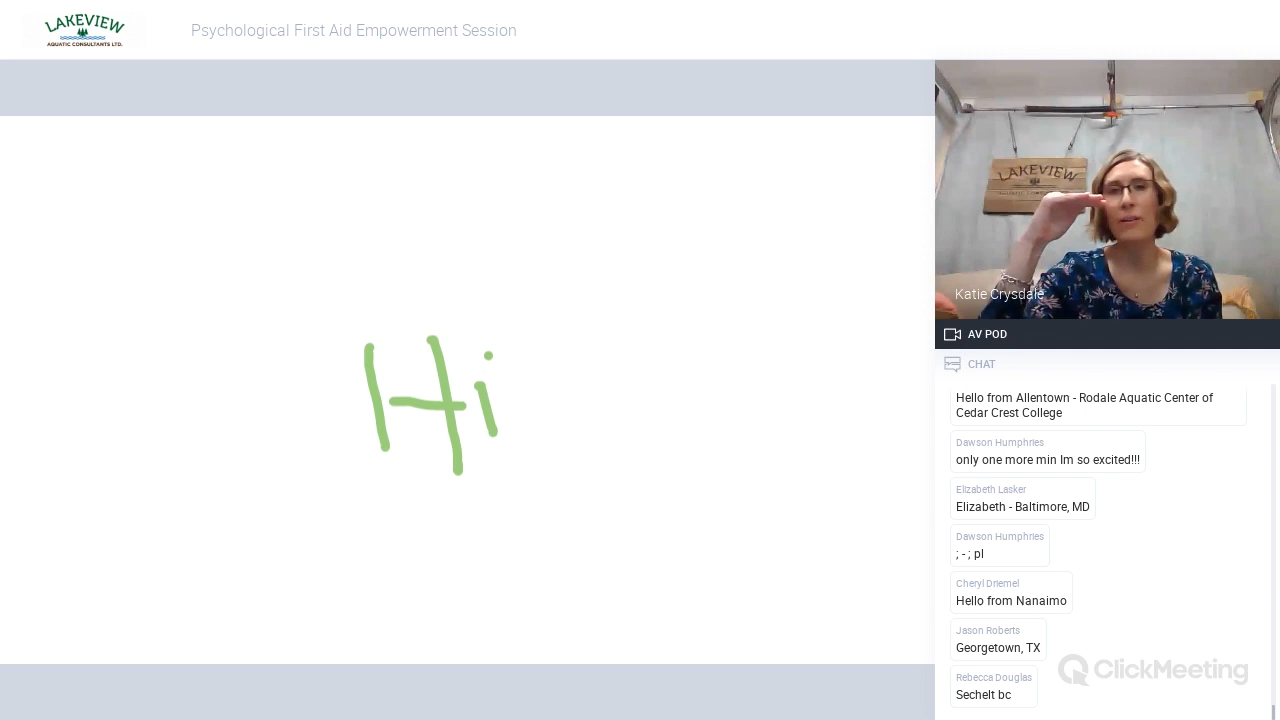 LAKEVIEW
AQUATIC CONSULTANTS LTD.
Psychological First Aid Empowerment Session
Hi
LAKEVIEW
Katie Crysdale
AV POD
CHAT
Hello from Allentown - Rodale Aquatic Center of
Cedar Crest College
Dawson Humphries
only one more min Im so excited!!!
Elizabeth Lasker
Elizabeth - Baltimore, MD
Dawson Humphries
; - ; pl
Cheryl Driemel
Hello from Nanaimo
Jason Roberts
Georgetown, TX
Rebecca Douglas
Sechelt bc
ClickMeeting